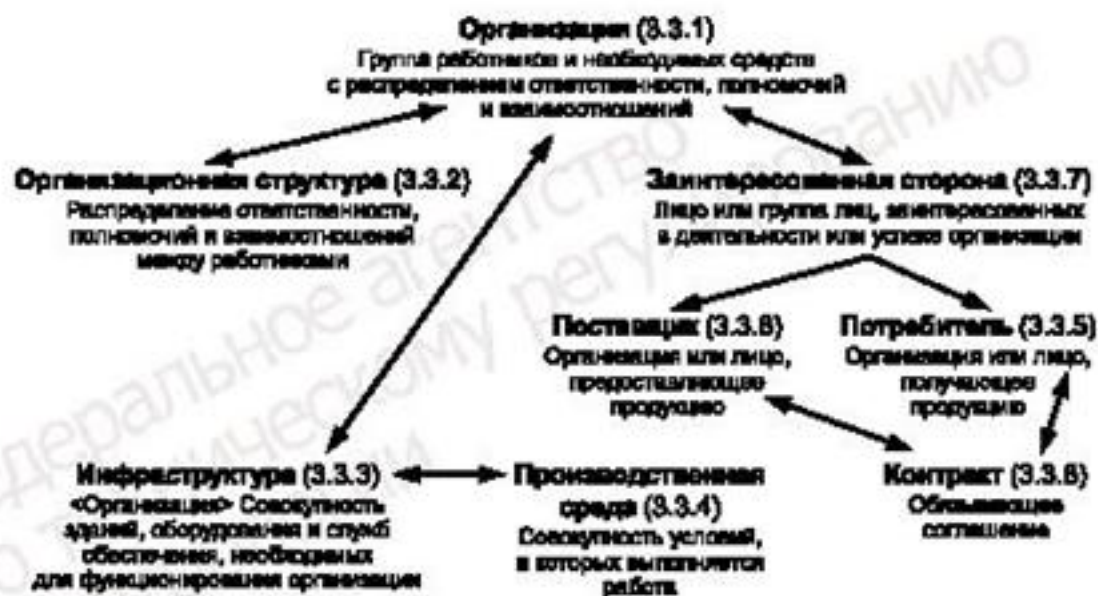 Организация (3.3.1)
Группа работников и необходимых средств
с распределением ответственности, полномочий
и взаимоотношений
Организационная структура (3.3.2)
Распределение ответственности,
полномочий и взаимоотношений
между работниками
Заинтересованная сторона (3.3.7)
Лицо или группа лиц, заинтересованных
в деятельности или успехе организации
Поставщик (3.3.6)
Организация или лицо,
предоставляющее
продукцию
Потребитель (3.3.5)
Организация или лицо,
получающее
продукцию
Инфраструктура (3.3.3)
<Организация> Совокупность
зданий, оборудования и служб
обеспечения, необходимых
для функционирования организации
Производственная
среда (3.3.4)
Совокупность условий,
в которых выполняется
работа
Контракт (3.3.8)
Обязывающее
соглашение